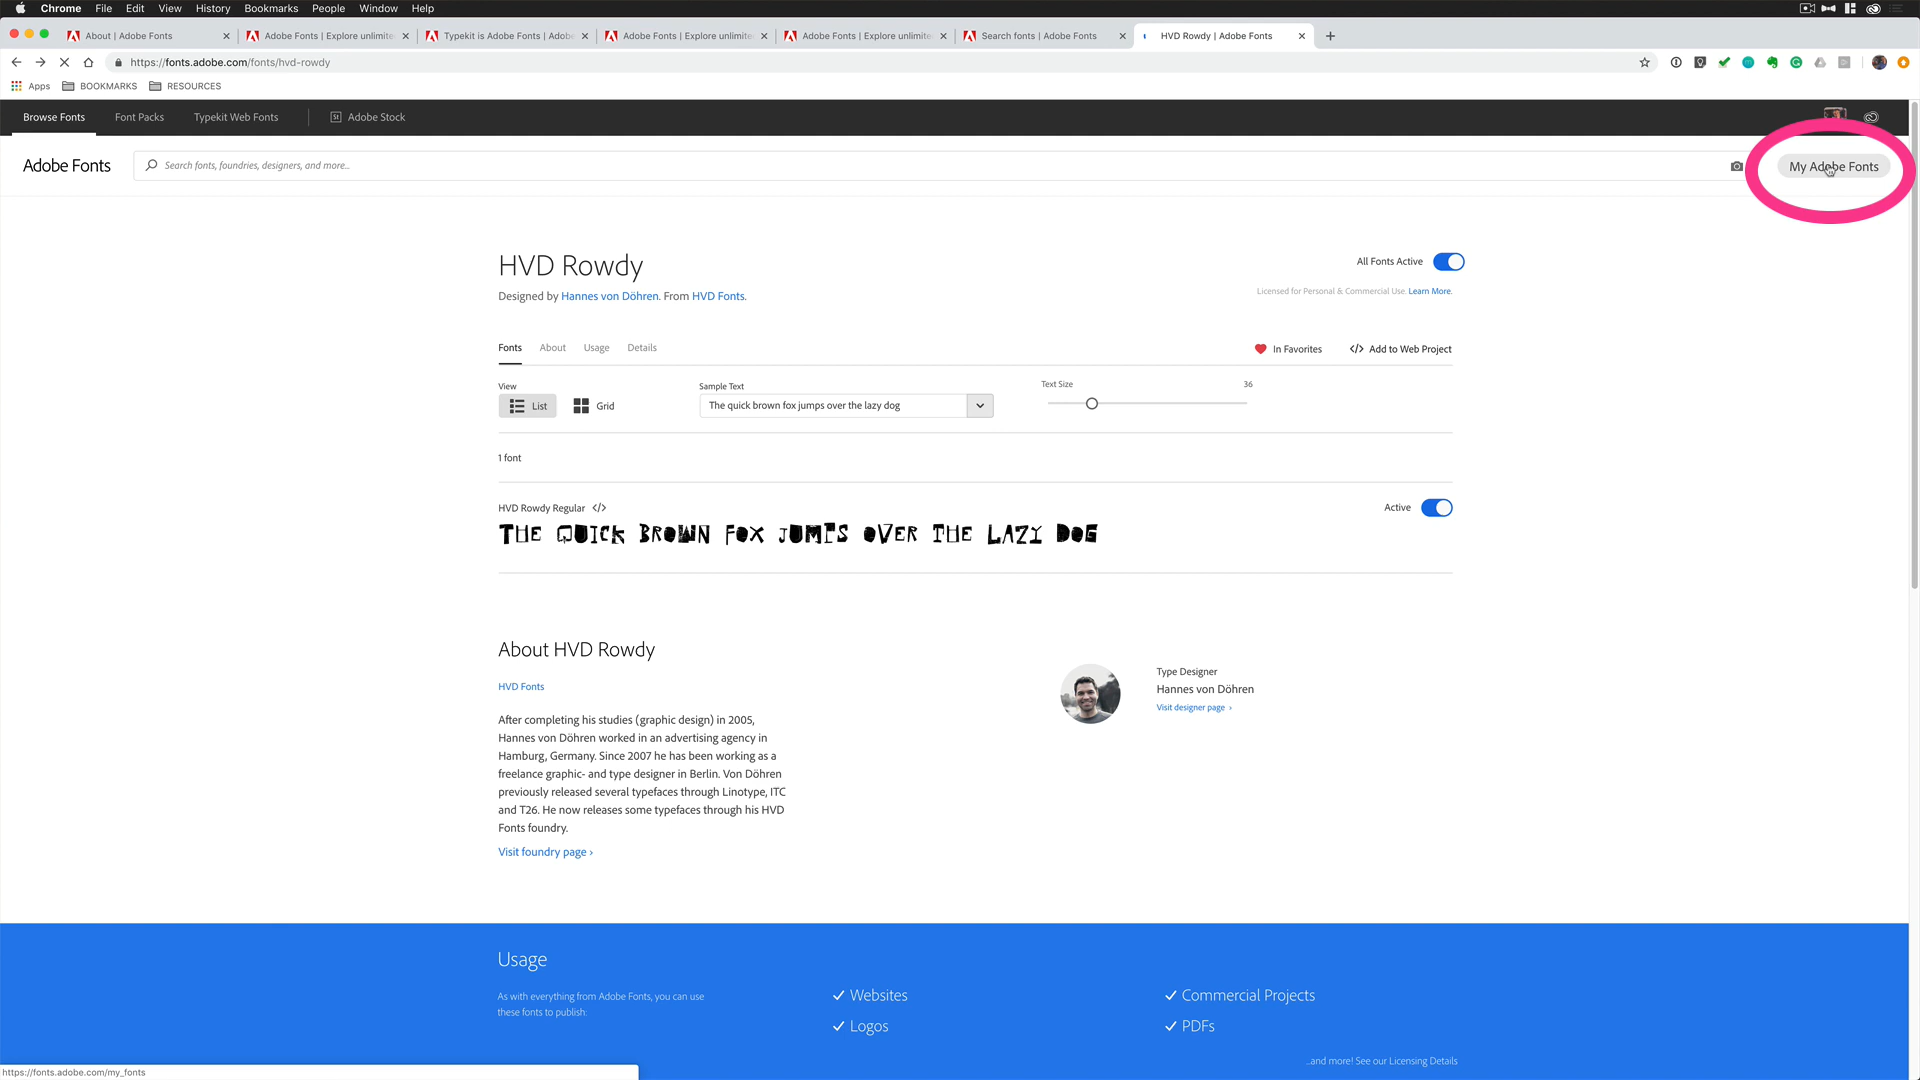 Chrome File Edit View History Bookmarks People Window Help
About | Adobe Fonts
Adobe Fonts | Explore unlimite
Typekit is Adobe Fonts | Adob
Adobe Fonts | Explore unlimite
Adobe Fonts | Explore unlimite
Search fonts | Adobe Fonts
HVD Rowdy | Adobe Fonts
https://fonts.adobe.com/fonts/hvd-rowdy
Apps BOOKMARKS RESOURCES
Browse Fonts Font Packs Typekit Web Fonts St Adobe Stock
Adobe Fonts
Search fonts, foundries, designers, and more...
My Adobe Fonts
HVD Rowdy
All Fonts Active
Designed by Hannes von Döhren. From HVD Fonts.
Licensed for Personal & Commercial Use. Learn More.
Fonts About Usage Details
In Favorites </> Add to Web Project
View
List Grid
Sample Text
The quick brown fox jumps over the lazy dog
Text Size 36
1 font
HVD Rowdy Regular </>
Active
THE QUICK BROWN FOX JUMPS OVER THE LAZY DOG
About HVD Rowdy
HVD Fonts
After completing his studies (graphic design) in 2005,
Hannes von Döhren worked in an advertising agency in
Hamburg, Germany. Since 2007 he has been working as a
freelance graphic- and type designer in Berlin. Von Döhren
previously released several typefaces through Linotype, ITC
and T26. He now releases some typefaces through his HVD
Fonts foundry.
Visit foundry page ›
Type Designer
Hannes von Döhren
Visit designer page ›
Usage
As with everything from Adobe Fonts, you can use
these fonts to publish:
Websites
Logos
Commercial Projects
PDFs
...and more! See our Licensing Details
https://fonts.adobe.com/my_fonts